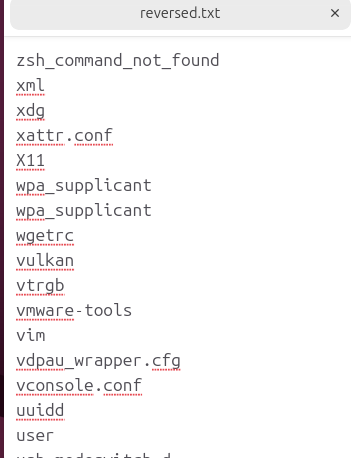 reversed.txt
zsh_command_not_found
xml
xdg
xattr.conf
X11
wpa_supplicant
wpa_supplicant
wgetrc
vulkan
vtrgb
vmware-tools
vim
vdpau_wrapper.cfg
vconsole.conf
uuidd
user